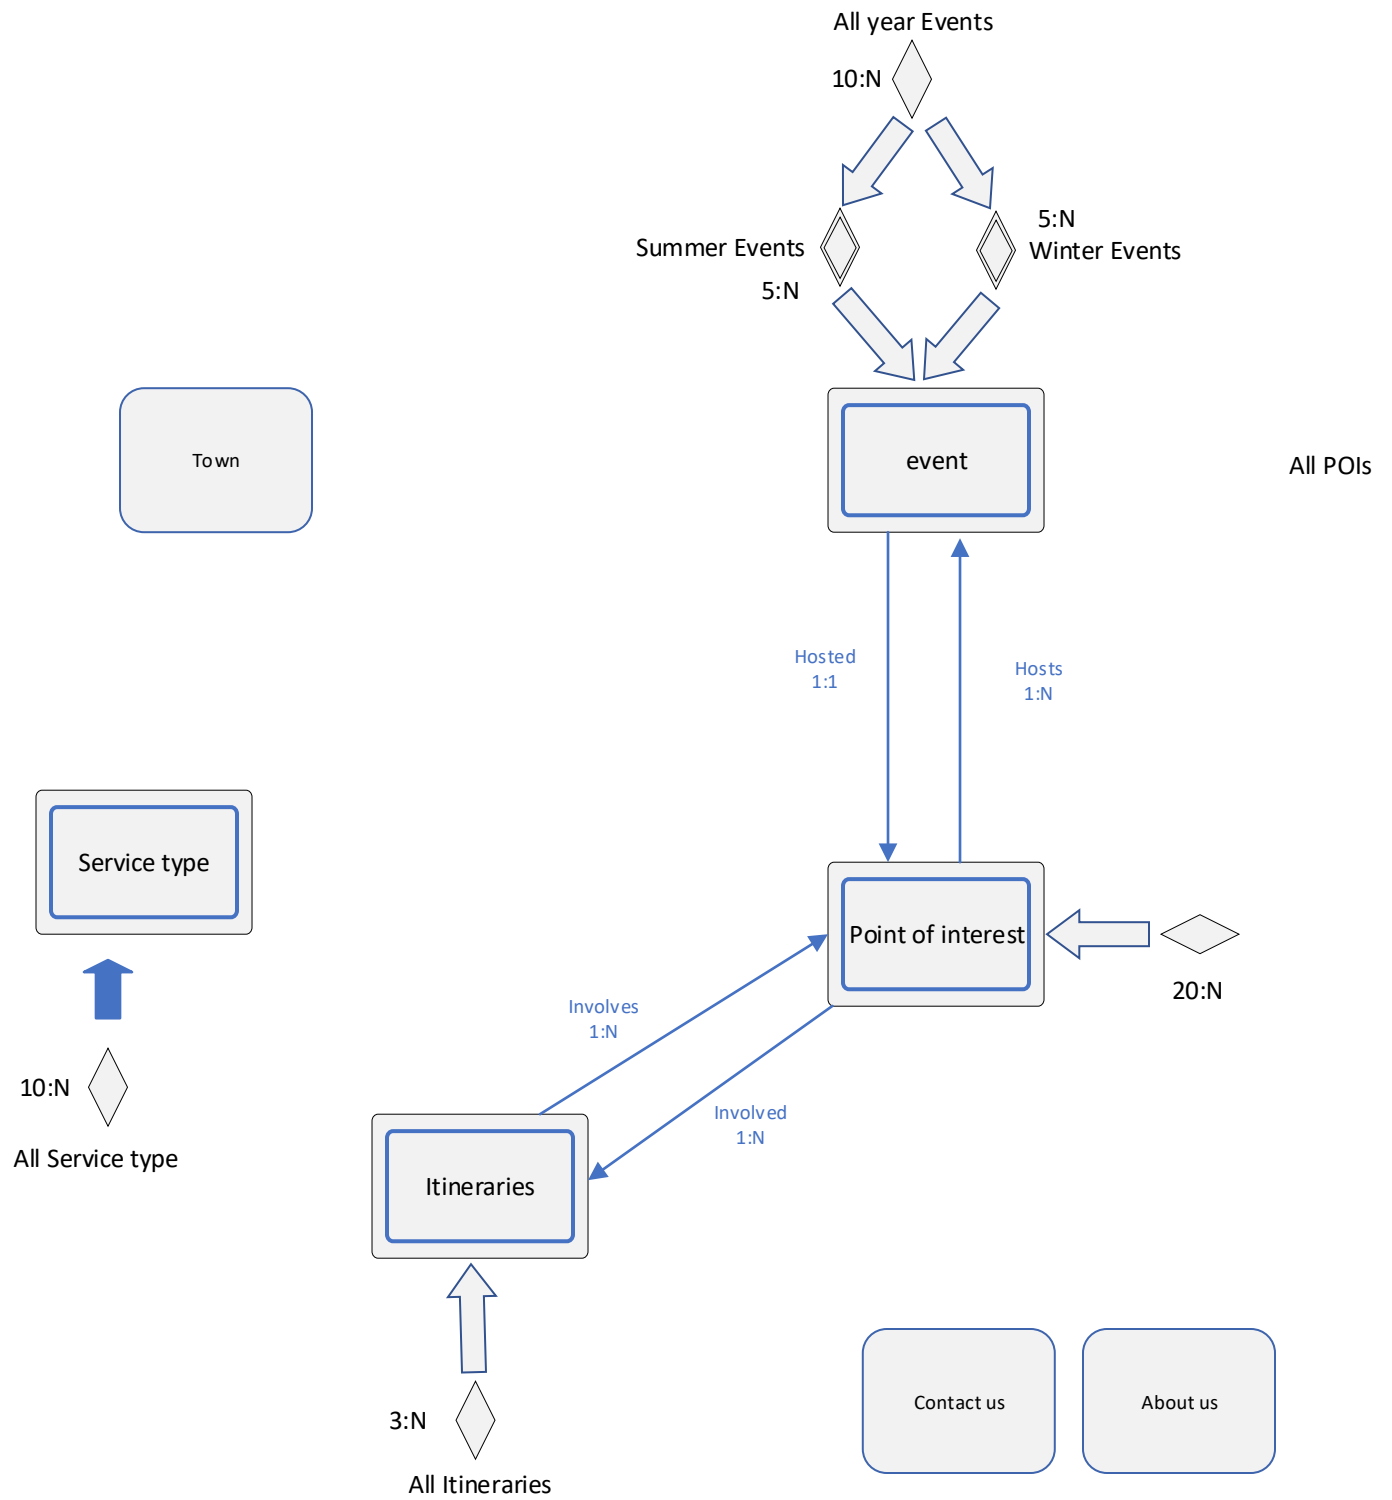 All year Events
10:N
5:N
Summer Events
Winter Events
5:N
Town
event
All POIs
Hosted
1:1
Hosts
1:N
Service type
Point of interest
20:N
Involves
1:N
10:N
Involved
1:N
All Service type
Itineraries
3:N
Contact us
About us
All Itineraries